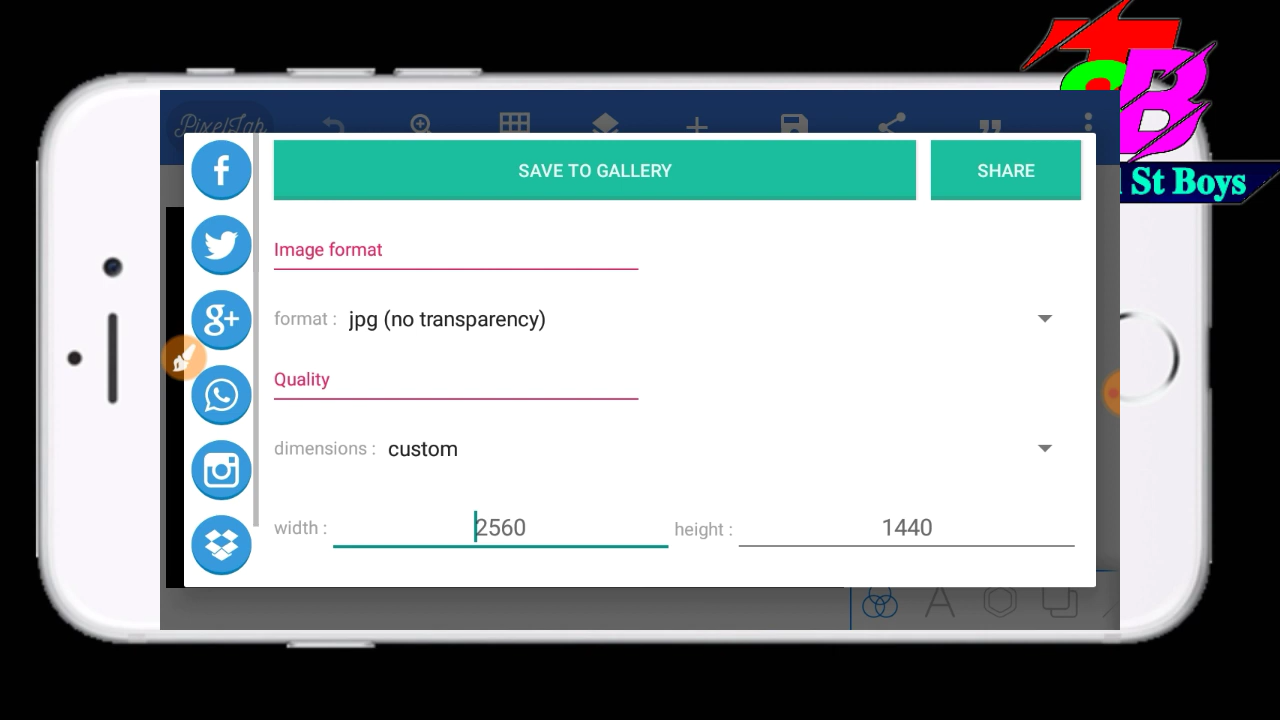 PixelLab
SAVE TO GALLERY
SHARE
Image format
format : jpg (no transparency)
Quality
dimensions : custom
width : 2560 height : 1440
St Boys